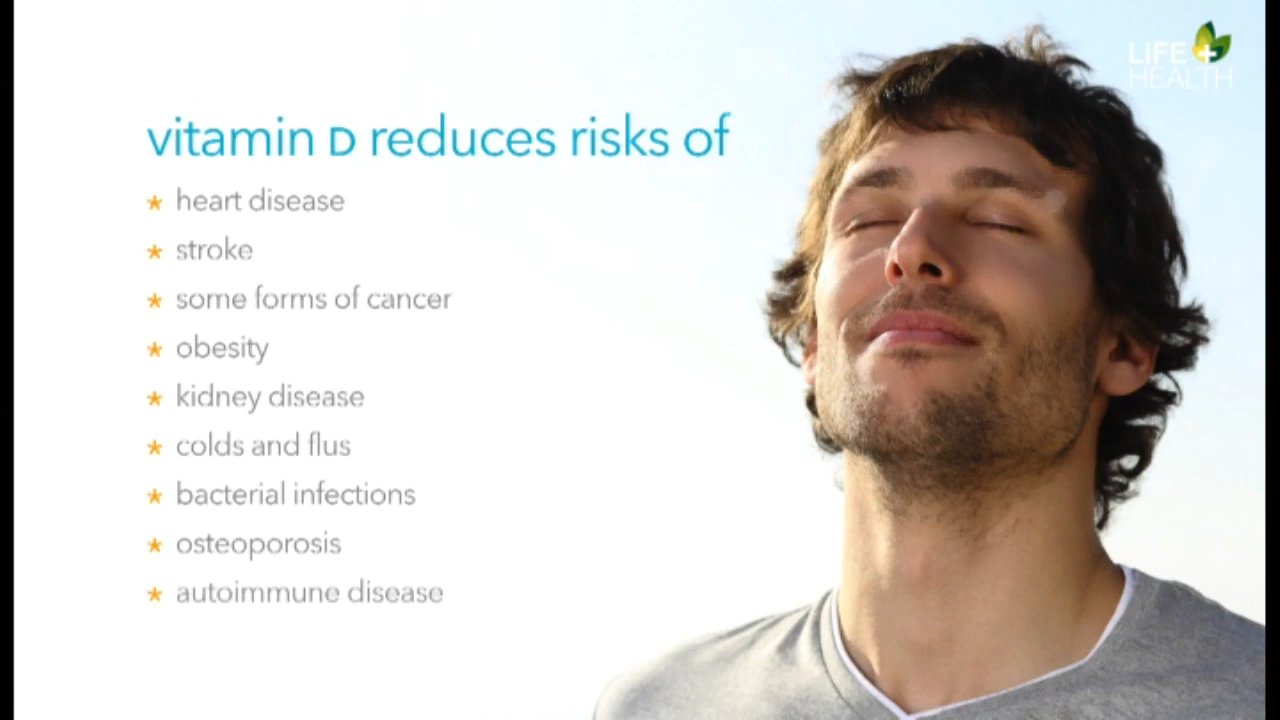 LIFE +
HEALTH
vitamin D reduces risks of
heart disease
stroke
some forms of cancer
obesity
kidney disease
colds and flus
bacterial infections
osteoporosis
autoimmune disease